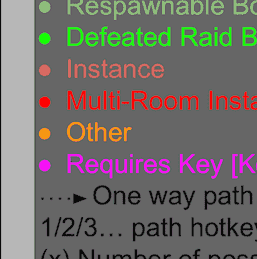 Respawnable Bo
Defeated Raid B
Instance
Multi-Room Insta
Other
Requires Key [K
One way path
1/2/3... path hotkey
(x) Number of poss